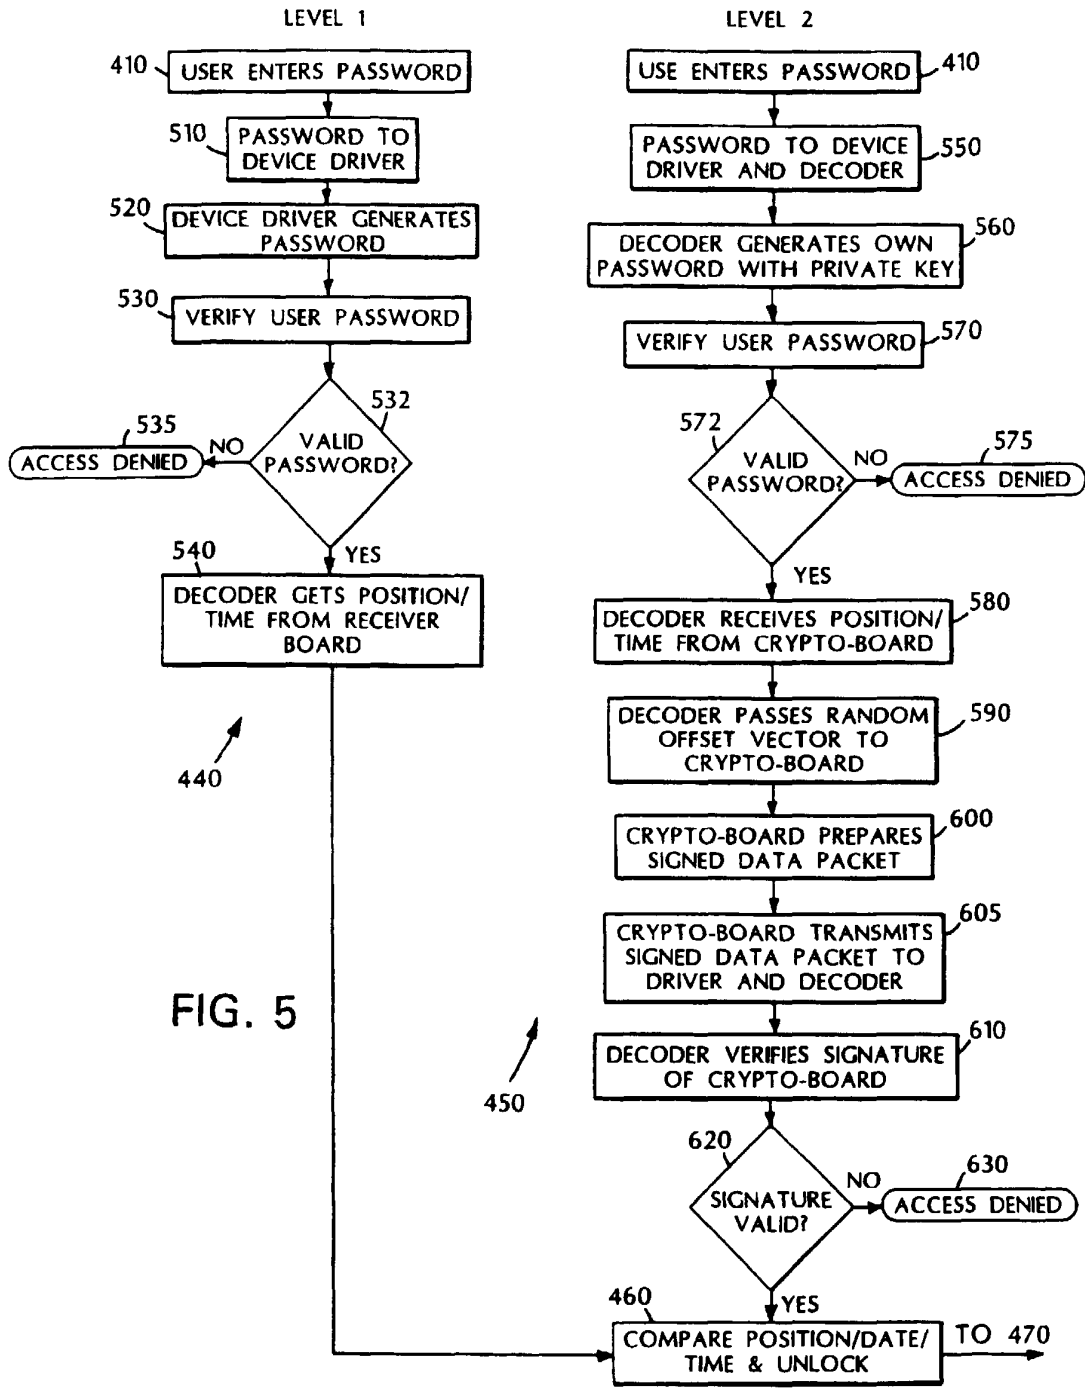 LEVEL 1
410
USER ENTERS PASSWORD
510
PASSWORD TO
DEVICE DRIVER
520
DEVICE DRIVER GENERATES
PASSWORD
530
VERIFY USER PASSWORD
532
VALID
PASSWORD?
NO
535
ACCESS DENIED
YES
540
DECODER GETS POSITION/
TIME FROM RECEIVER
BOARD
440
FIG. 5
LEVEL 2
USE ENTERS PASSWORD
410
PASSWORD TO DEVICE
DRIVER AND DECODER
550
DECODER GENERATES OWN
PASSWORD WITH PRIVATE KEY
560
VERIFY USER PASSWORD
570
572
VALID
PASSWORD?
NO
575
ACCESS DENIED
YES
DECODER RECEIVES POSITION/
TIME FROM CRYPTO-BOARD
580
DECODER PASSES RANDOM
OFFSET VECTOR TO
CRYPTO-BOARD
590
CRYPTO-BOARD PREPARES
SIGNED DATA PACKET
600
CRYPTO-BOARD TRANSMITS
SIGNED DATA PACKET TO
DRIVER AND DECODER
605
DECODER VERIFIES SIGNATURE
OF CRYPTO-BOARD
610
450
620
SIGNATURE
VALID?
NO
630
ACCESS DENIED
YES
460
COMPARE POSITION/DATE/
TIME & UNLOCK
TO 470